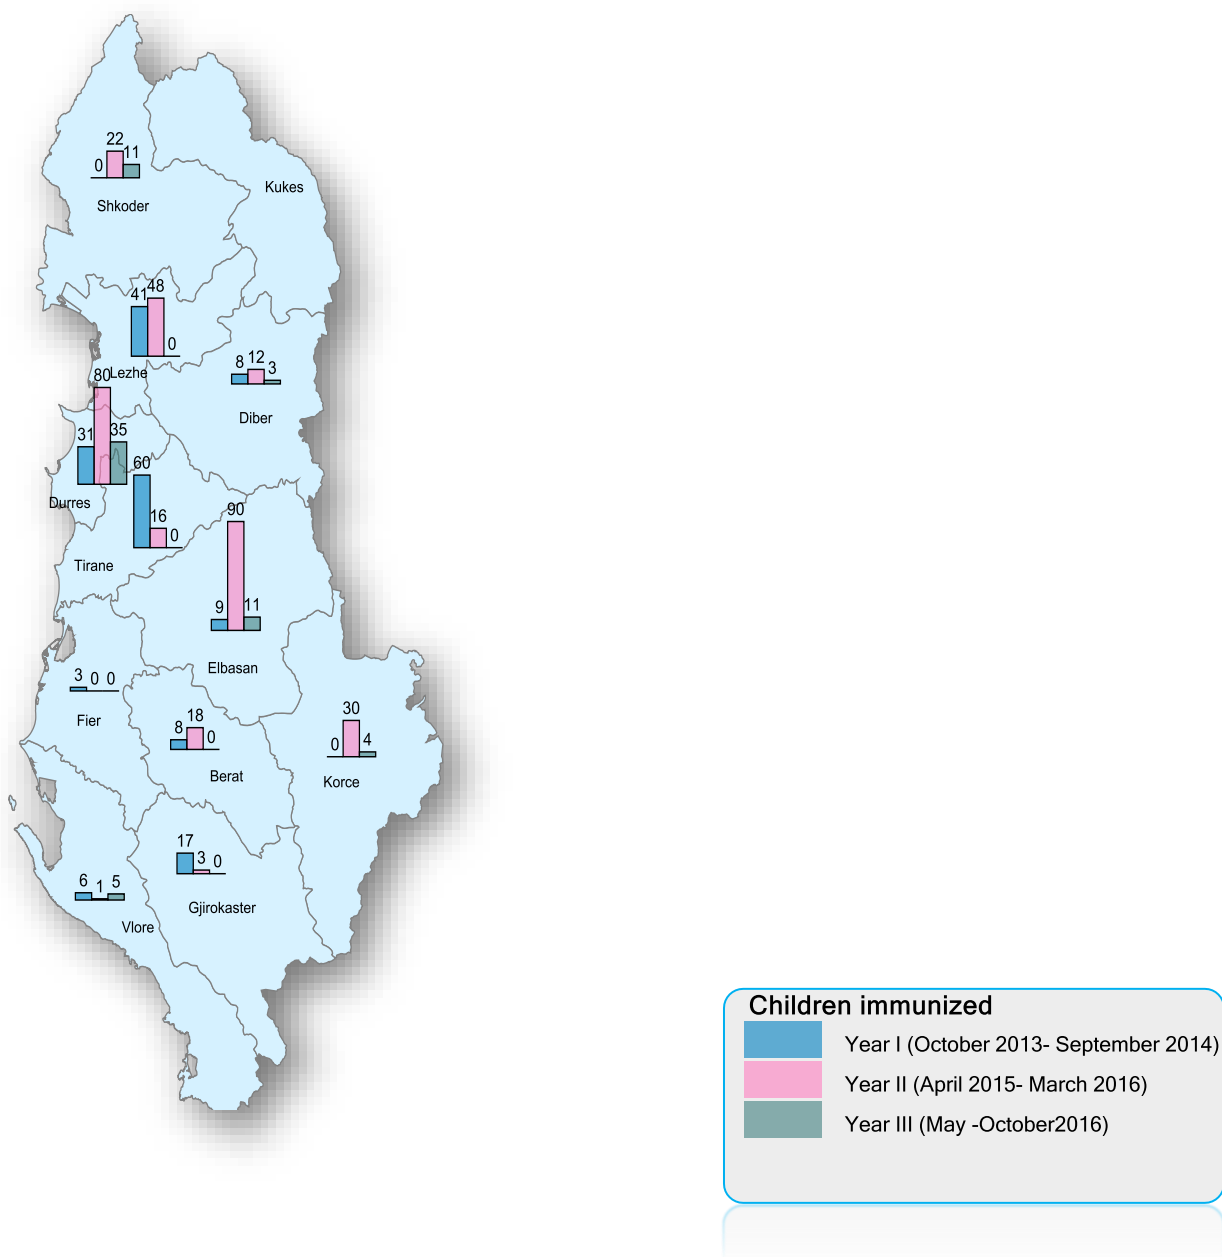 22
0
11
Shkoder
Kukes
41
48
0
Lezhe
8
12
3
Diber
80
31
35
Durres
60
16
0
Tirane
90
9
11
Elbasan
3 0 0
Fier
8
18
0
Berat
30
0
4
Korce
17
3
0
Gjirokaster
6
1
5
Vlore
Children immunized
Year I (October 2013- September 2014)
Year II (April 2015- March 2016)
Year III (May -October2016)